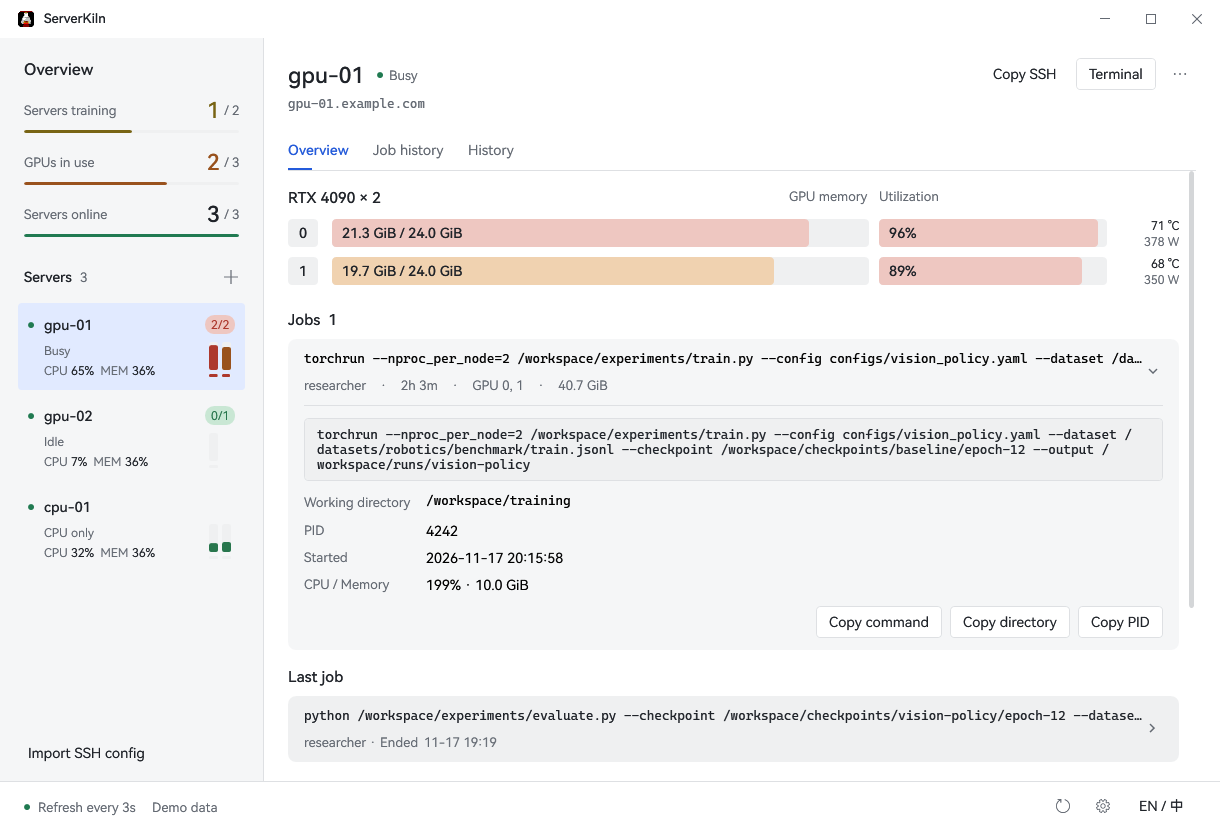 ServerKiln
Overview
Servers training 1 / 2
GPUs in use 2 / 3
Servers online 3 / 3
Servers 3
gpu-01 2/2
Busy
CPU 65% MEM 36%
gpu-02 0/1
Idle
CPU 7% MEM 36%
cpu-01
CPU only
CPU 32% MEM 36%
Import SSH config
gpu-01 Busy
gpu-01.example.com
Copy SSH Terminal ···
Overview Job history History
RTX 4090 × 2 GPU memory Utilization
0 21.3 GiB / 24.0 GiB 96% 71 °C
378 W
1 19.7 GiB / 24.0 GiB 89% 68 °C
350 W
Jobs 1
torchrun --nproc_per_node=2 /workspace/experiments/train.py --config configs/vision_policy.yaml --dataset /da…
researcher · 2h 3m · GPU 0, 1 · 40.7 GiB
torchrun --nproc_per_node=2 /workspace/experiments/train.py --config configs/vision_policy.yaml --dataset /
datasets/robotics/benchmark/train.jsonl --checkpoint /workspace/checkpoints/baseline/epoch-12 --output /
workspace/runs/vision-policy
Working directory /workspace/training
PID 4242
Started 2026-11-17 20:15:58
CPU / Memory 199% · 10.0 GiB
Copy command Copy directory Copy PID
Last job
python /workspace/experiments/evaluate.py --checkpoint /workspace/checkpoints/vision-policy/epoch-12 --datase…
researcher · Ended 11-17 19:19
Refresh every 3s Demo data EN / 中